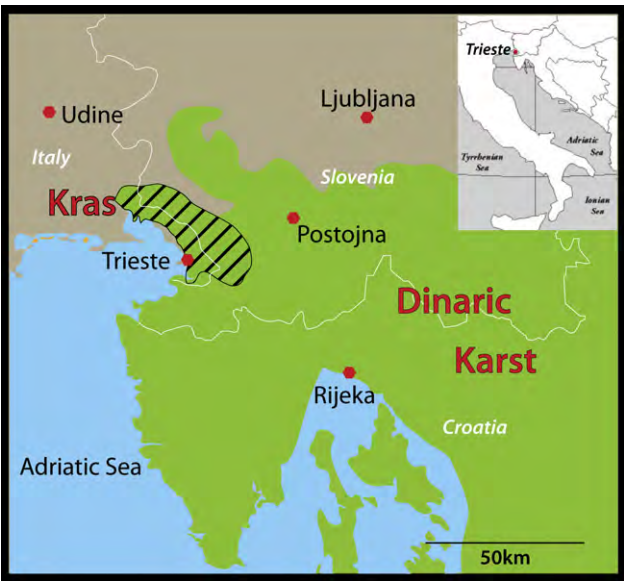 Trieste
Adriatic
Sea
Tyrrhenian
Sea
Ionian
Sea
Ljubljana
Udine
Italy
Slovenia
Kras
Postojna
Trieste
Dinaric
Karst
Rijeka
Croatia
Adriatic Sea
50km